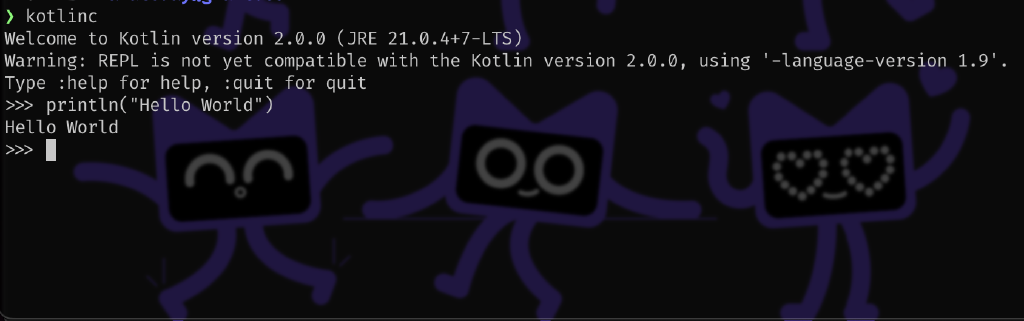 ❯ kotlinc
Welcome to Kotlin version 2.0.0 (JRE 21.0.4+7-LTS)
Warning: REPL is not yet compatible with the Kotlin version 2.0.0, using '-language-version 1.9'.
Type :help for help, :quit for quit
>>> println("Hello World")
Hello World
>>>